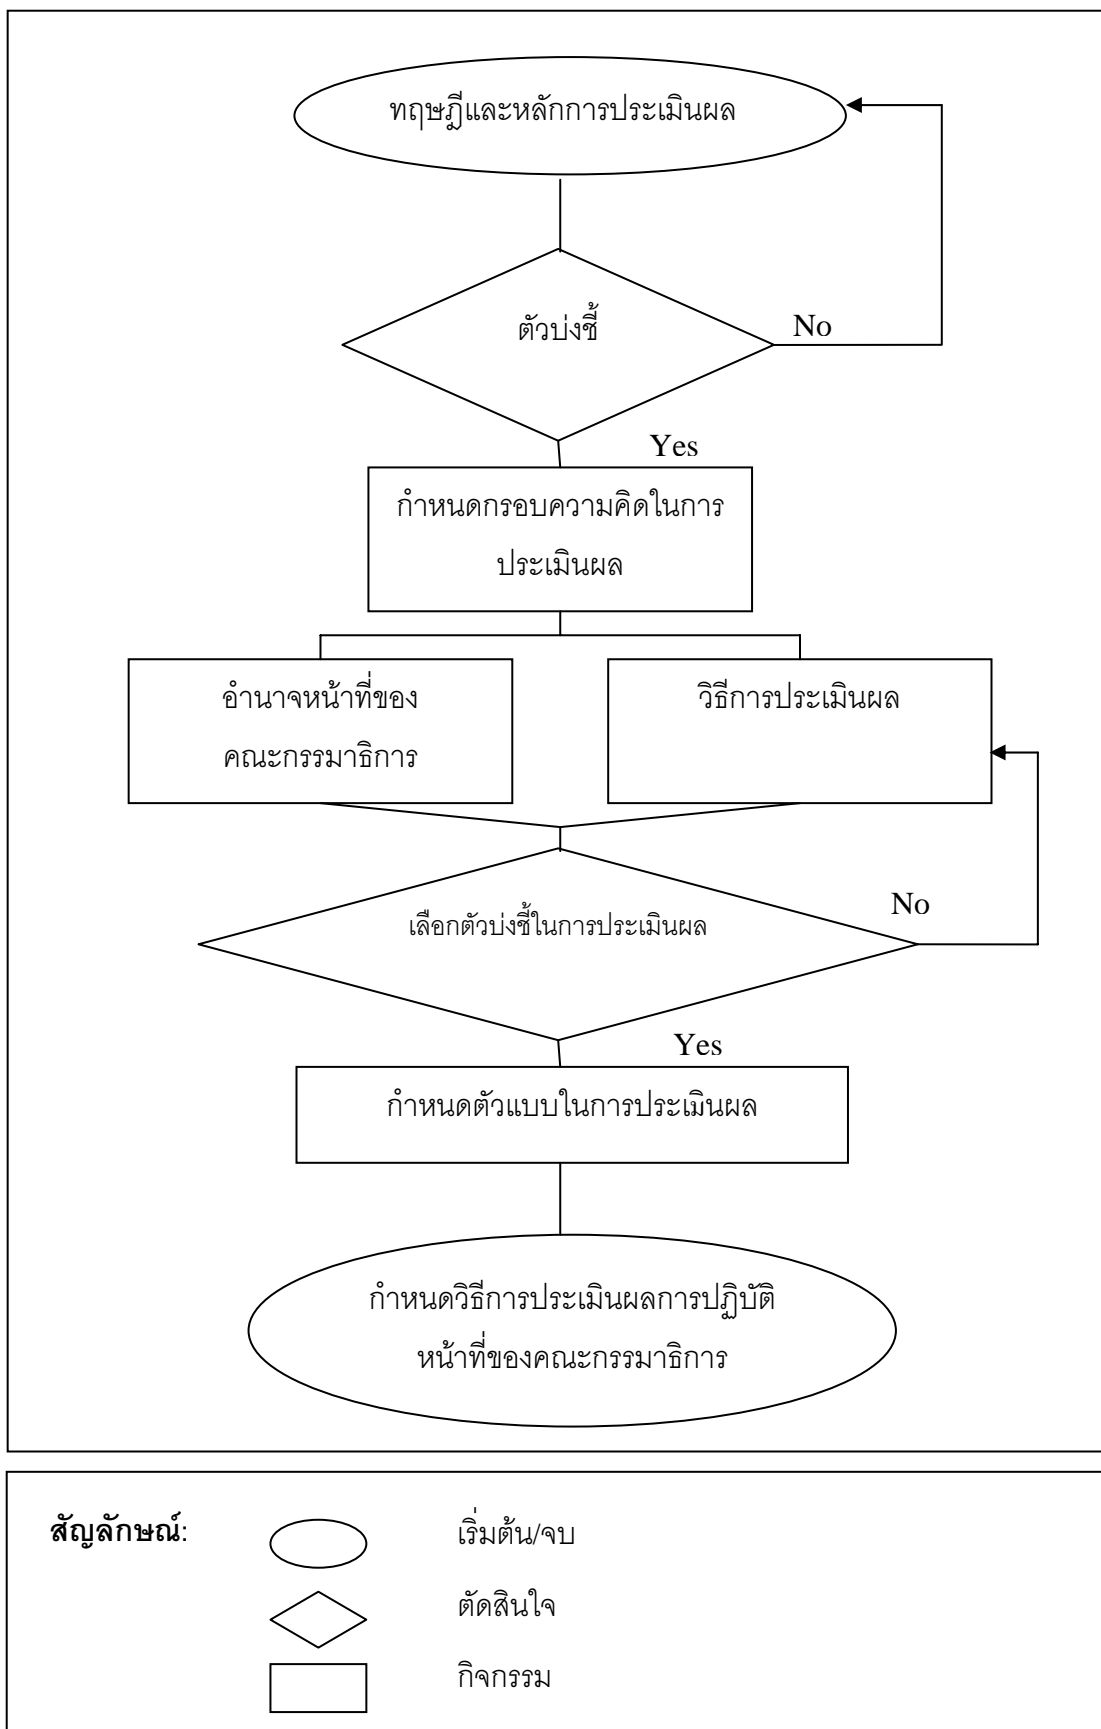 ทฤษฎีและหลักการประเมินผล
ตัวบ่งชี้
No
Yes
กำหนดกรอบความคิดในการ
ประเมินผล
อำนาจหน้าที่ของ
คณะกรรมาธิการ
วิธีการประเมินผล
เลือกตัวบ่งชี้ในการประเมินผล
No
Yes
กำหนดตัวแบบในการประเมินผล
กำหนดวิธีการประเมินผลการปฏิบัติ
หน้าที่ของคณะกรรมาธิการ
สัญลักษณ์:
เริ่มต้น/จบ
ตัดสินใจ
กิจกรรม